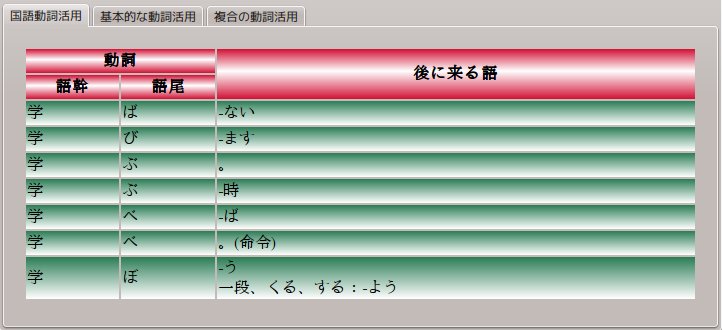 国語動詞活用 基本的な動詞活用 複合の動詞活用
動詞 後に来る語
語幹 語尾
学 ば -ない
学 び -ます
学 ぶ 。
学 ぶ -時
学 べ -ば
学 べ 。(命令)
学 ぼ -う
一段、くる、する：-よう